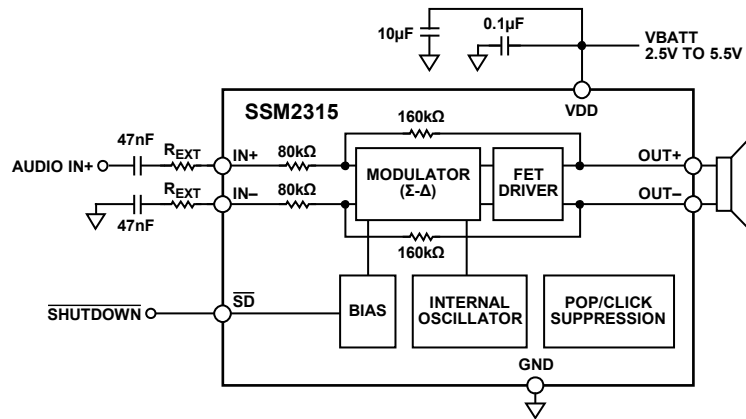 10µF
0.1µF
VBATT
2.5V TO 5.5V
VDD
SSM2315
160kΩ
47nF
REXT
IN+
80kΩ
AUDIO IN+
MODULATOR
(Σ-Δ)
FET
DRIVER
OUT+
REXT
IN–
80kΩ
OUT–
47nF
160kΩ
SHUTDOWN
SD
BIAS
INTERNAL
OSCILLATOR
POP/CLICK
SUPPRESSION
GND